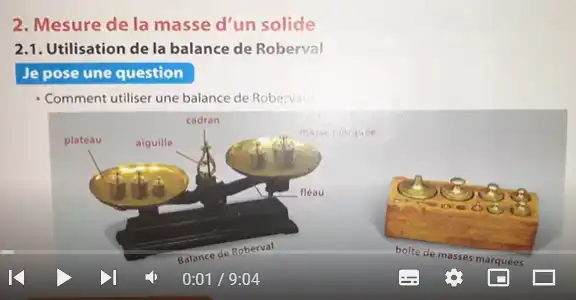 2. Mesure de la masse d'un solide
2.1. Utilisation de la balance de Roberval
Je pose une question
• Comment utiliser une balance de Roberval
cadran
masse marquée
plateau
aiguille
fléau
Balance de Roberval
boîte de masses marquées
0:01 / 9:04